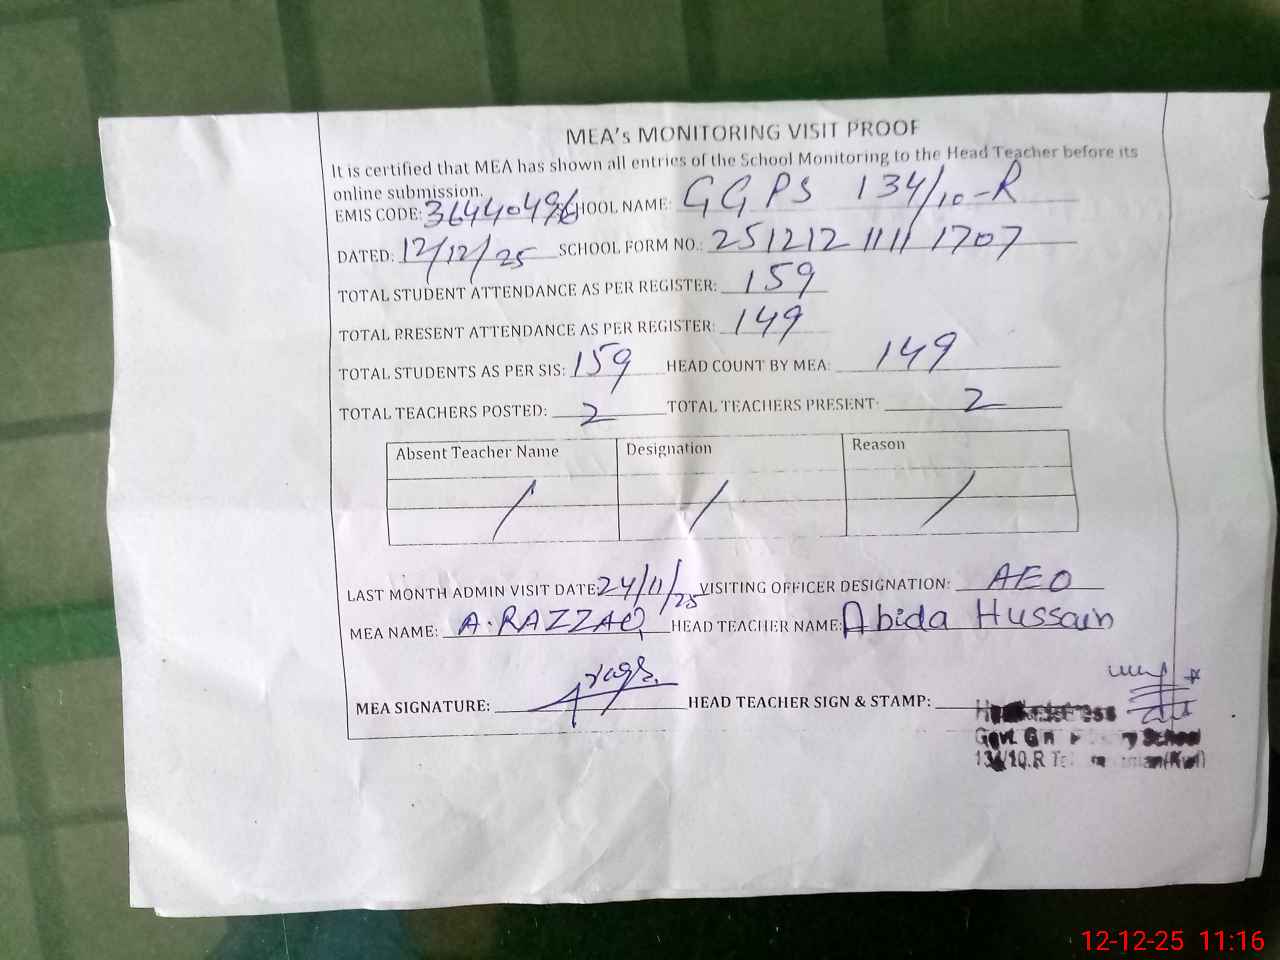 MEA's MONITORING VISIT PROOF
It is certified that MEA has shown all entries of the School Monitoring to the Head Teacher before its
online submission.
EMIS CODE: 36440496 SCHOOL NAME: GGPS 134/10-R
DATED: 12/12/25 SCHOOL FORM NO.: 25121211111707
TOTAL STUDENT ATTENDANCE AS PER REGISTER: 159
TOTAL PRESENT ATTENDANCE AS PER REGISTER: 149
TOTAL STUDENTS AS PER SIS: 159 HEAD COUNT BY MEA: 149
TOTAL TEACHERS POSTED: 2 TOTAL TEACHERS PRESENT: 2
Absent Teacher Name Designation Reason
/ / /
LAST MONTH ADMIN VISIT DATE: 24/11/25 VISITING OFFICER DESIGNATION: AEO
MEA NAME: A.RAZZAQ HEAD TEACHER NAME: Abida Hussain
MEA SIGNATURE: HEAD TEACHER SIGN & STAMP:
Govt. School
134/10.R
12-12-25 11:16